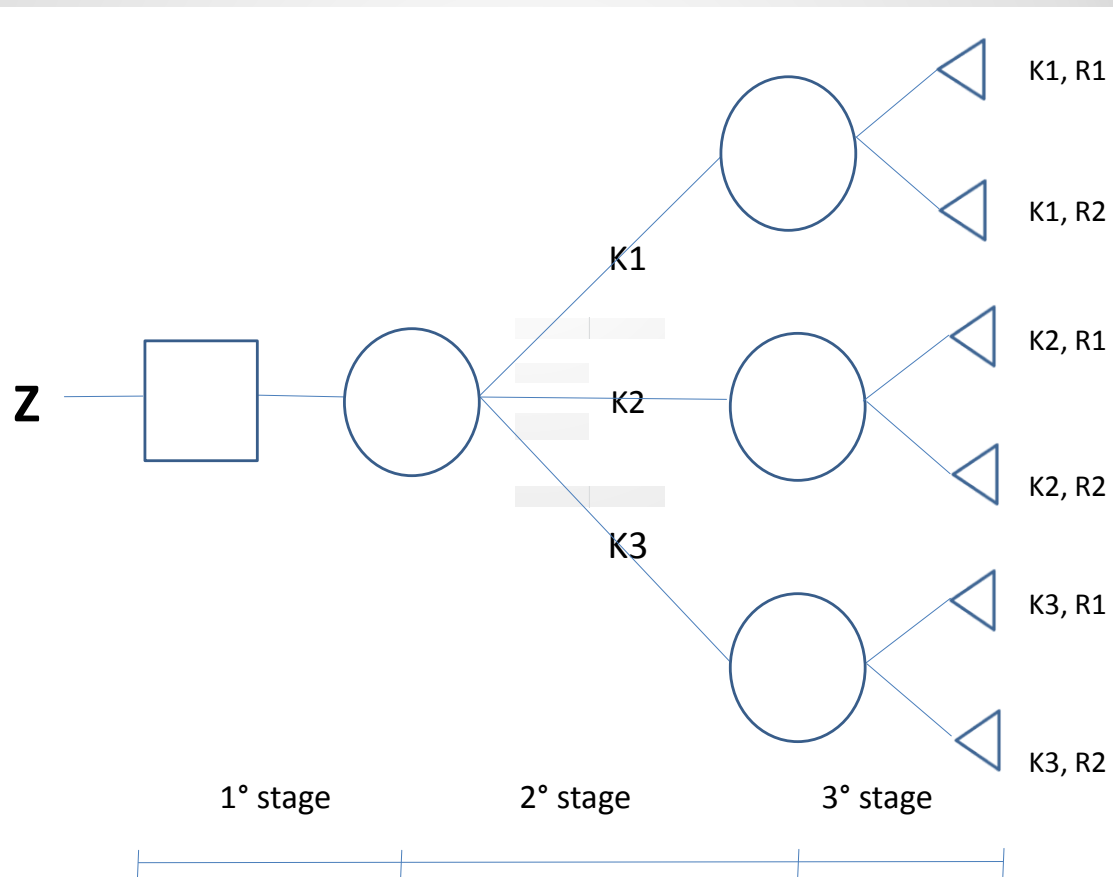 K1, R1
K1, R2
K1
K2, R1
Z
K2
K2, R2
K3
K3, R1
K3, R2
1° stage
2° stage
3° stage